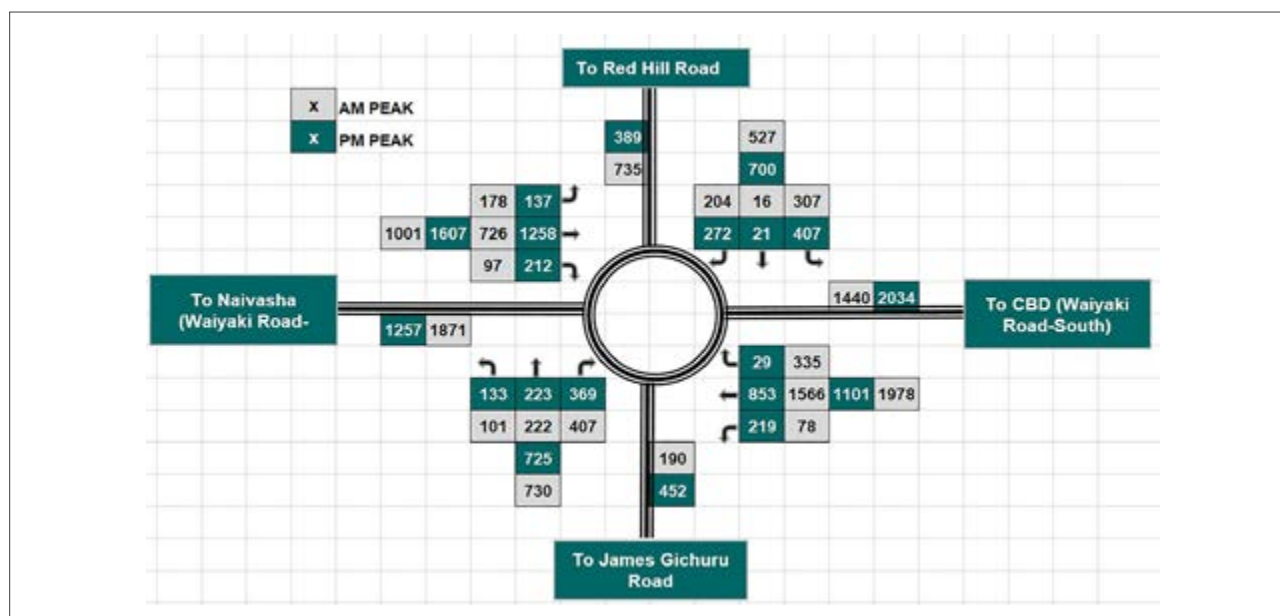 To Red Hill Road
X AM PEAK
X PM PEAK
389
527
735
700
178 137
204 16 307
1001 1607 726 1258
272 21 407
97 212
To Naivasha
(Waiyaki Road-
1440 2034
To CBD (Waiyaki
Road-South)
1257 1871
29 335
133 223 369
853 1566 1101 1978
101 222 407
219 78
725
190
730
452
To James Gichuru
Road